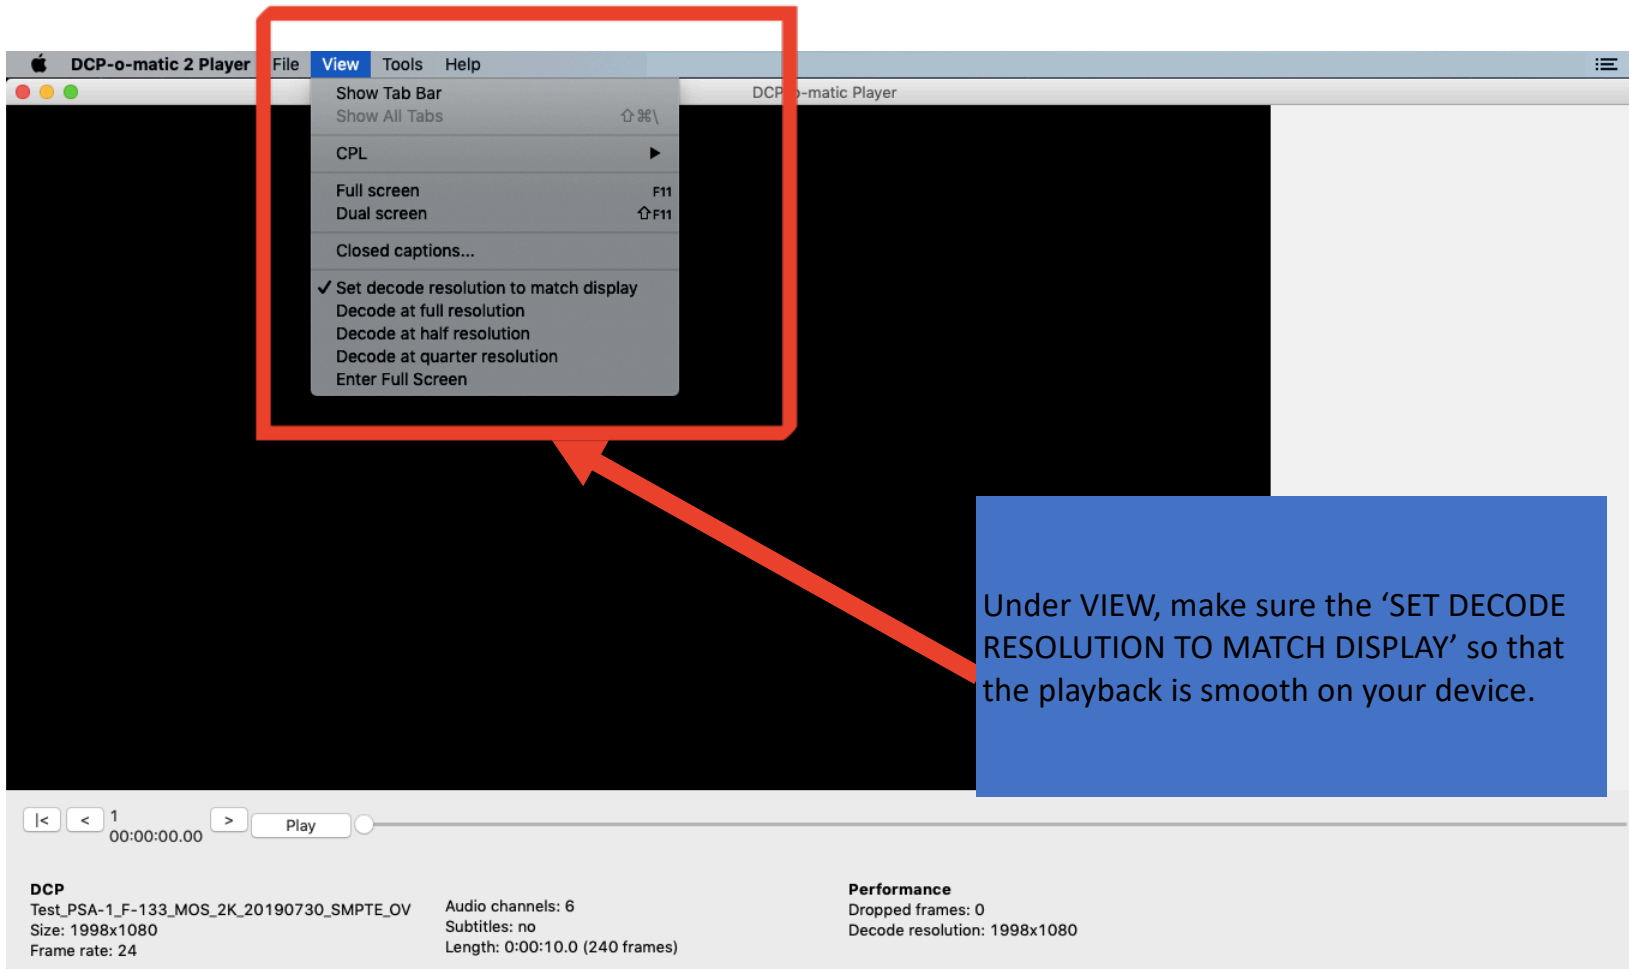 DCP-o-matic 2 Player File View Tools Help
DCP-o-matic Player
Show Tab Bar
Show All Tabs ⇧⌘\
CPL ▶
Full screen F11
Dual screen ⇧F11
Closed captions...
✓ Set decode resolution to match display
Decode at full resolution
Decode at half resolution
Decode at quarter resolution
Enter Full Screen
Under VIEW, make sure the ‘SET DECODE
RESOLUTION TO MATCH DISPLAY’ so that
the playback is smooth on your device.
|< < 1 > Play
00:00:00.00
DCP
Test_PSA-1_F-133_MOS_2K_20190730_SMPTE_OV
Size: 1998x1080
Frame rate: 24
Audio channels: 6
Subtitles: no
Length: 0:00:10.0 (240 frames)
Performance
Dropped frames: 0
Decode resolution: 1998x1080